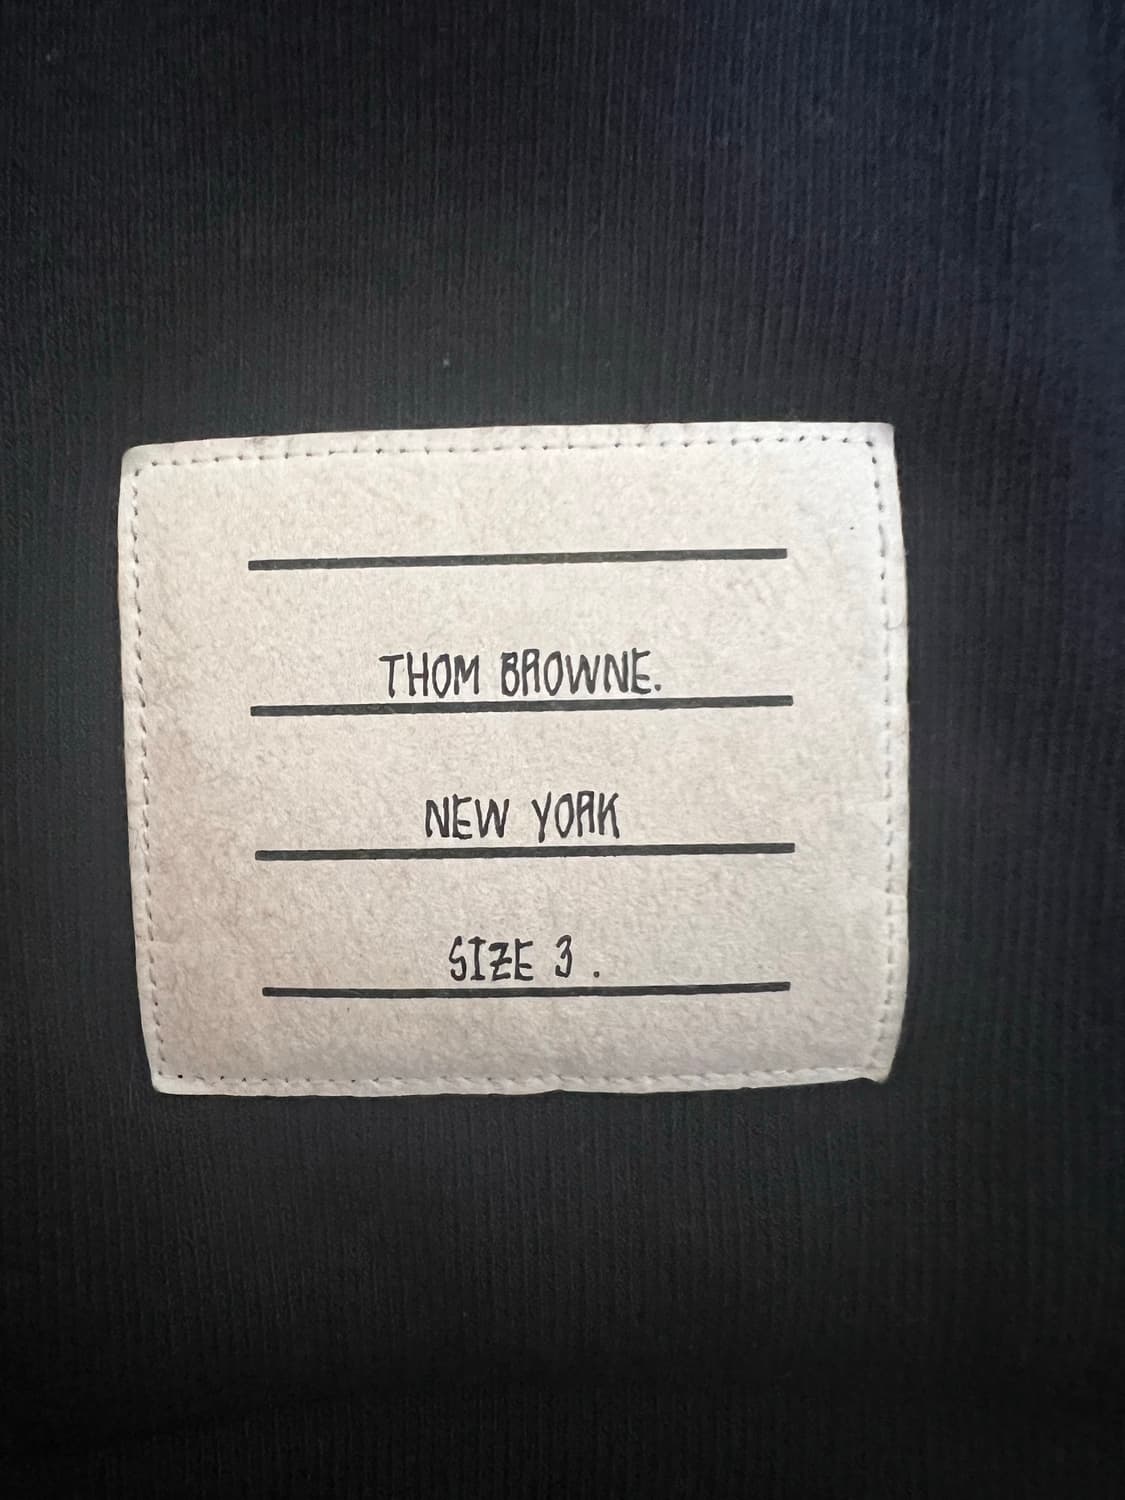 THOM BROWNE.
NEW YORK
SIZE 3 .